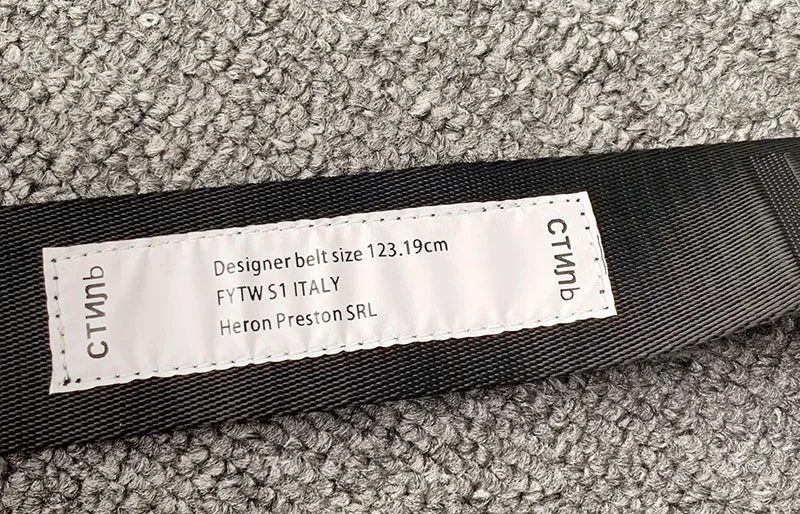 стиль
Designer belt size 123.19cm
FYTW S1 ITALY
Heron Preston SRL
стиль